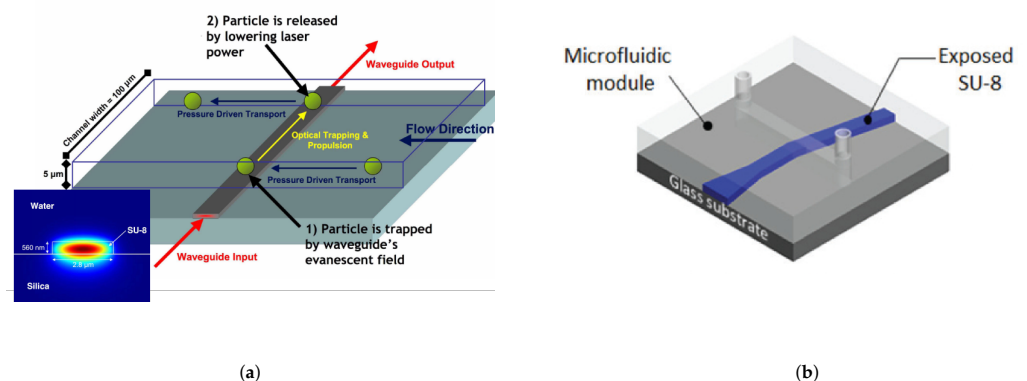 2) Particle is released
by lowering laser
power
Waveguide Output
Channel width = 100 μm
Pressure Driven Transport
Optical Trapping &
Propulsion
Flow Direction
5 μm
Pressure Driven Transport
1) Particle is trapped
by waveguide's
evanescent field
Waveguide Input
Water
SU-8
560 nm
2.8 μm
Silica
(a)
Microfluidic
module
Exposed
SU-8
Glass substrate
(b)